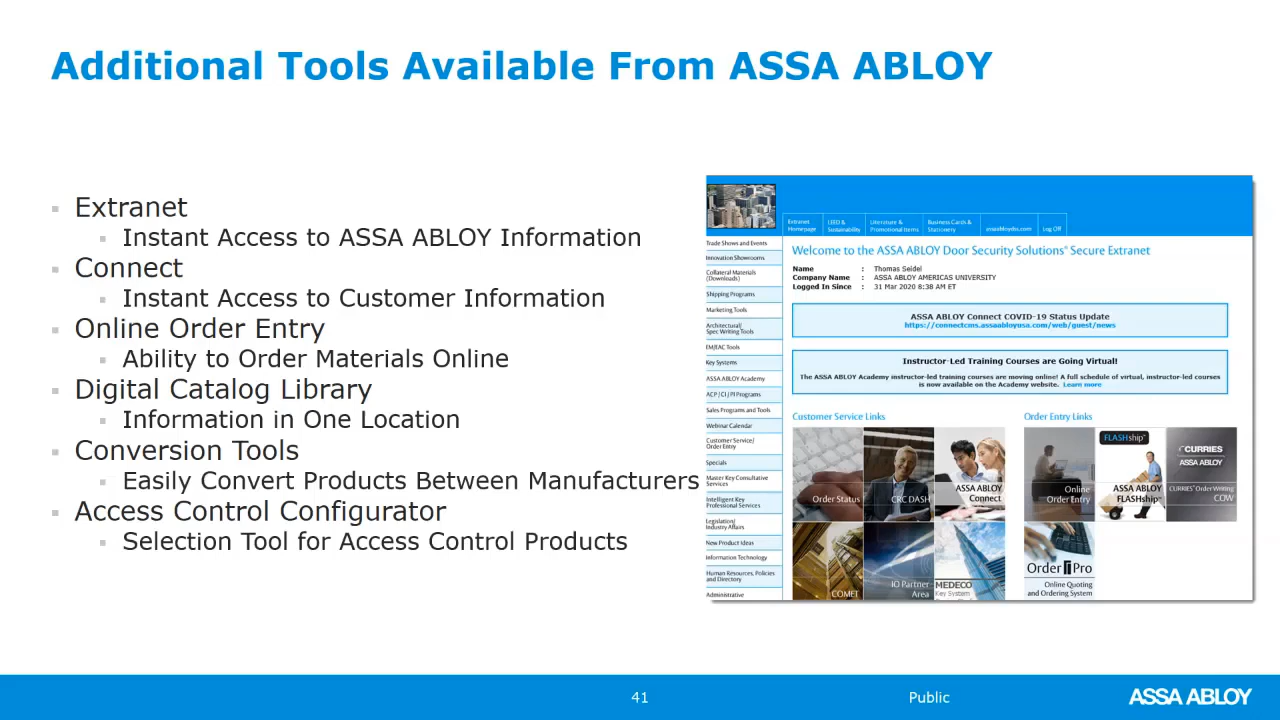 Additional Tools Available From ASSA ABLOY
Extranet
Instant Access to ASSA ABLOY Information
Connect
Instant Access to Customer Information
Online Order Entry
Ability to Order Materials Online
Digital Catalog Library
Information in One Location
Conversion Tools
Easily Convert Products Between Manufacturers
Access Control Configurator
Selection Tool for Access Control Products
Extranet Homepage
LEED & Sustainability
Literature & Promotional Items
Business Cards & Stationery
assaabloydss.com
Log Off
Trade Shows and Events
Innovation Showrooms
Collateral Materials
(Downloads)
Shipping Programs
Marketing Tools
Architectural/
Spec Writing Tools
EM/EAC Tools
Key Systems
ASSA ABLOY Academy
ACP / CI / PI Programs
Sales Programs and Tools
Webinar Calendar
Customer Service/
Order Entry
Specials
Master Key Consultative
Services
Intelligent Key
Professional Services
Legislation/
Industry Affairs
New Product Ideas
Information Technology
Human Resources, Policies
and Directory
Administrative
Welcome to the ASSA ABLOY Door Security Solutions® Secure Extranet
Name : Thomas Seidel
Company Name : ASSA ABLOY AMERICAS UNIVERSITY
Logged In Since : 31 Mar 2020 8:38 AM ET
ASSA ABLOY Connect COVID-19 Status Update
https://connectcms.assaabloyusa.com/web/guest/news
Instructor-Led Training Courses are Going Virtual!
The ASSA ABLOY Academy instructor-led training courses are moving online! A full schedule of virtual, instructor-led courses
is now available on the Academy website. Learn more
Customer Service Links
Order Status
CRC DASH
ASSA ABLOY
Connect
COMET
IO Partner
Area
MEDECO
Key System
Order Entry Links
Online
Order Entry
FLASHship™
ASSA ABLOY
FLASHship
CURRIES
ASSA ABLOY
CURRIES™ Order Writing
COW
Order iPro
Online Quoting
and Ordering System
41
Public
ASSA ABLOY